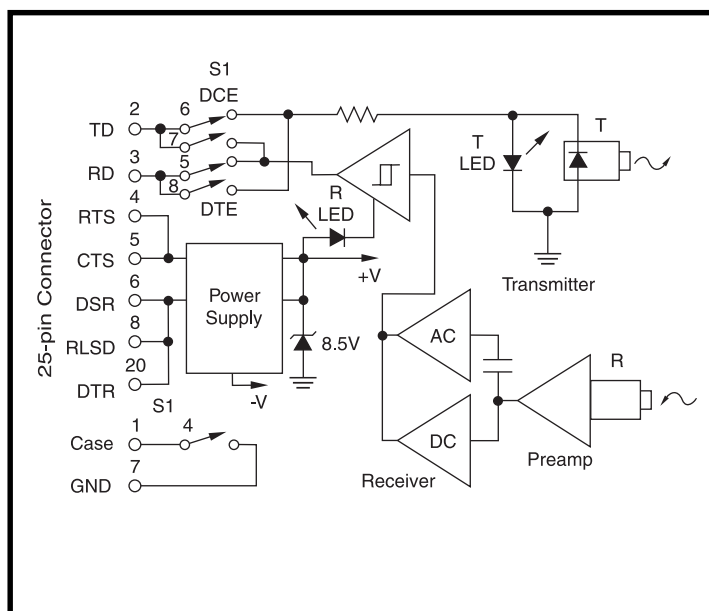 S1
DCE
TD 2 6
7
RD 3 5
8
DTE
RTS 4
CTS 5
DSR 6
RLSD 8
DTR 20
25-pin Connector
Power
Supply
R
LED
+V
8.5V
-V
S1
Case 1 4
GND 7
T
LED
T
Transmitter
AC
DC
Receiver
Preamp
R